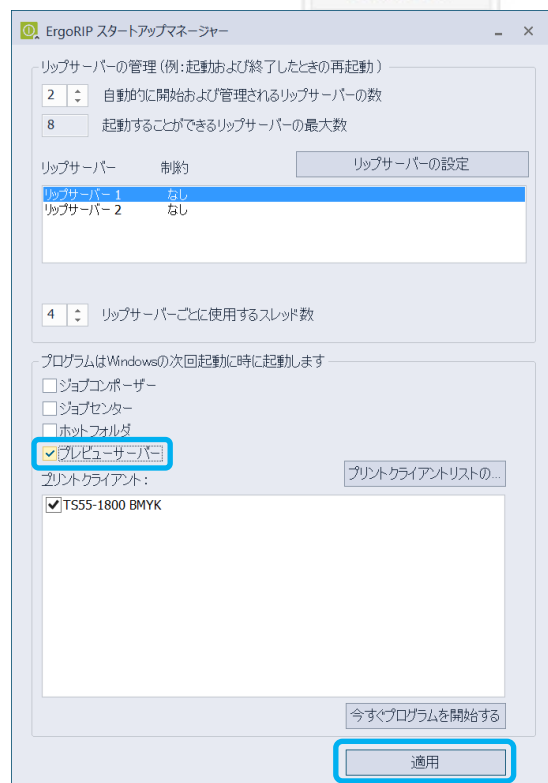 ErgoRIP スタートアップマネージャー
リップサーバーの管理(例:起動および終了したときの再起動)
2 自動的に開始および管理されるリップサーバーの数
8 起動することができるリップサーバーの最大数
リップサーバー 制約 リップサーバーの設定
リップサーバー 1 なし
リップサーバー 2 なし
4 リップサーバーごとに使用するスレッド数
プログラムはWindowsの次回起動に時に起動します
ジョブコンポーザー
ジョブセンター
ホットフォルダ
プレビューサーバー
プリントクライアント: プリントクライアントリストの...
TS55-1800 BMYK
今すぐプログラムを開始する
適用